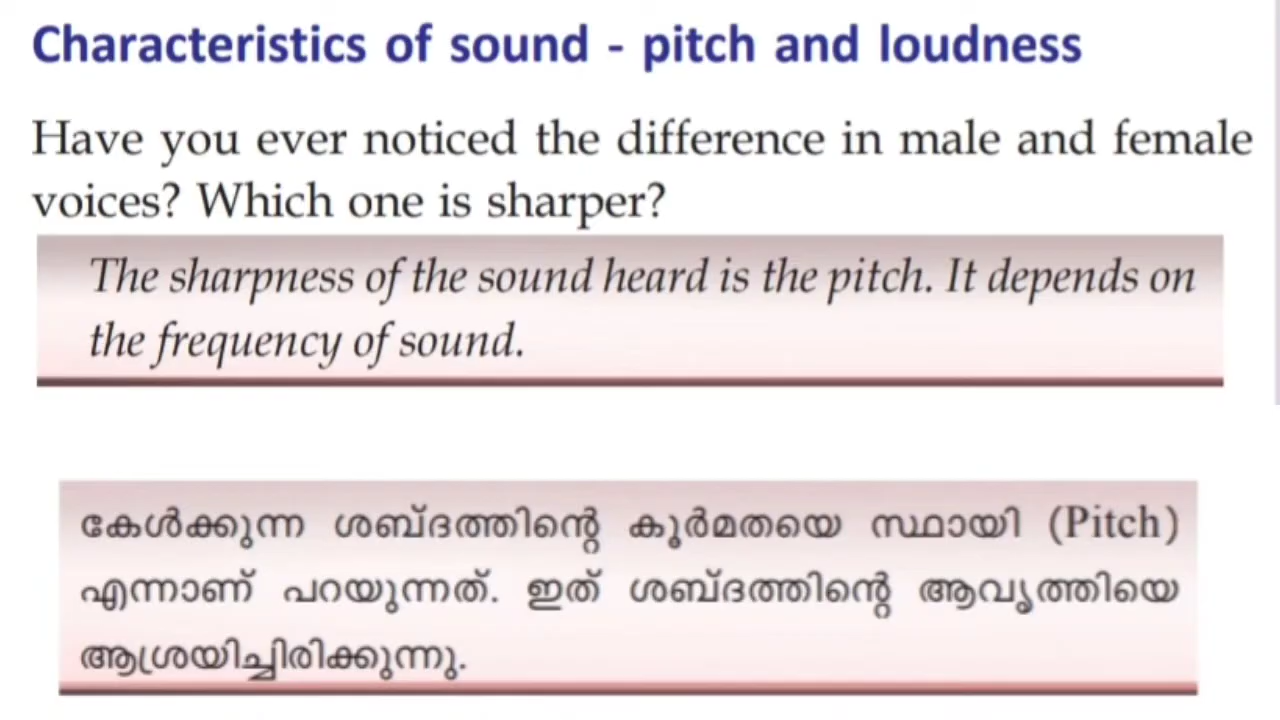 Characteristics of sound - pitch and loudness
Have you ever noticed the difference in male and female
voices? Which one is sharper?
The sharpness of the sound heard is the pitch. It depends on
the frequency of sound.
കേൾക്കുന്ന ശബ്ദത്തിന്റെ കൂർമതയെ സ്ഥായി (Pitch)
എന്നാണ് പറയുന്നത്. ഇത് ശബ്ദത്തിന്റെ ആവൃത്തിയെ
ആശ്രയിച്ചിരിക്കുന്നു.